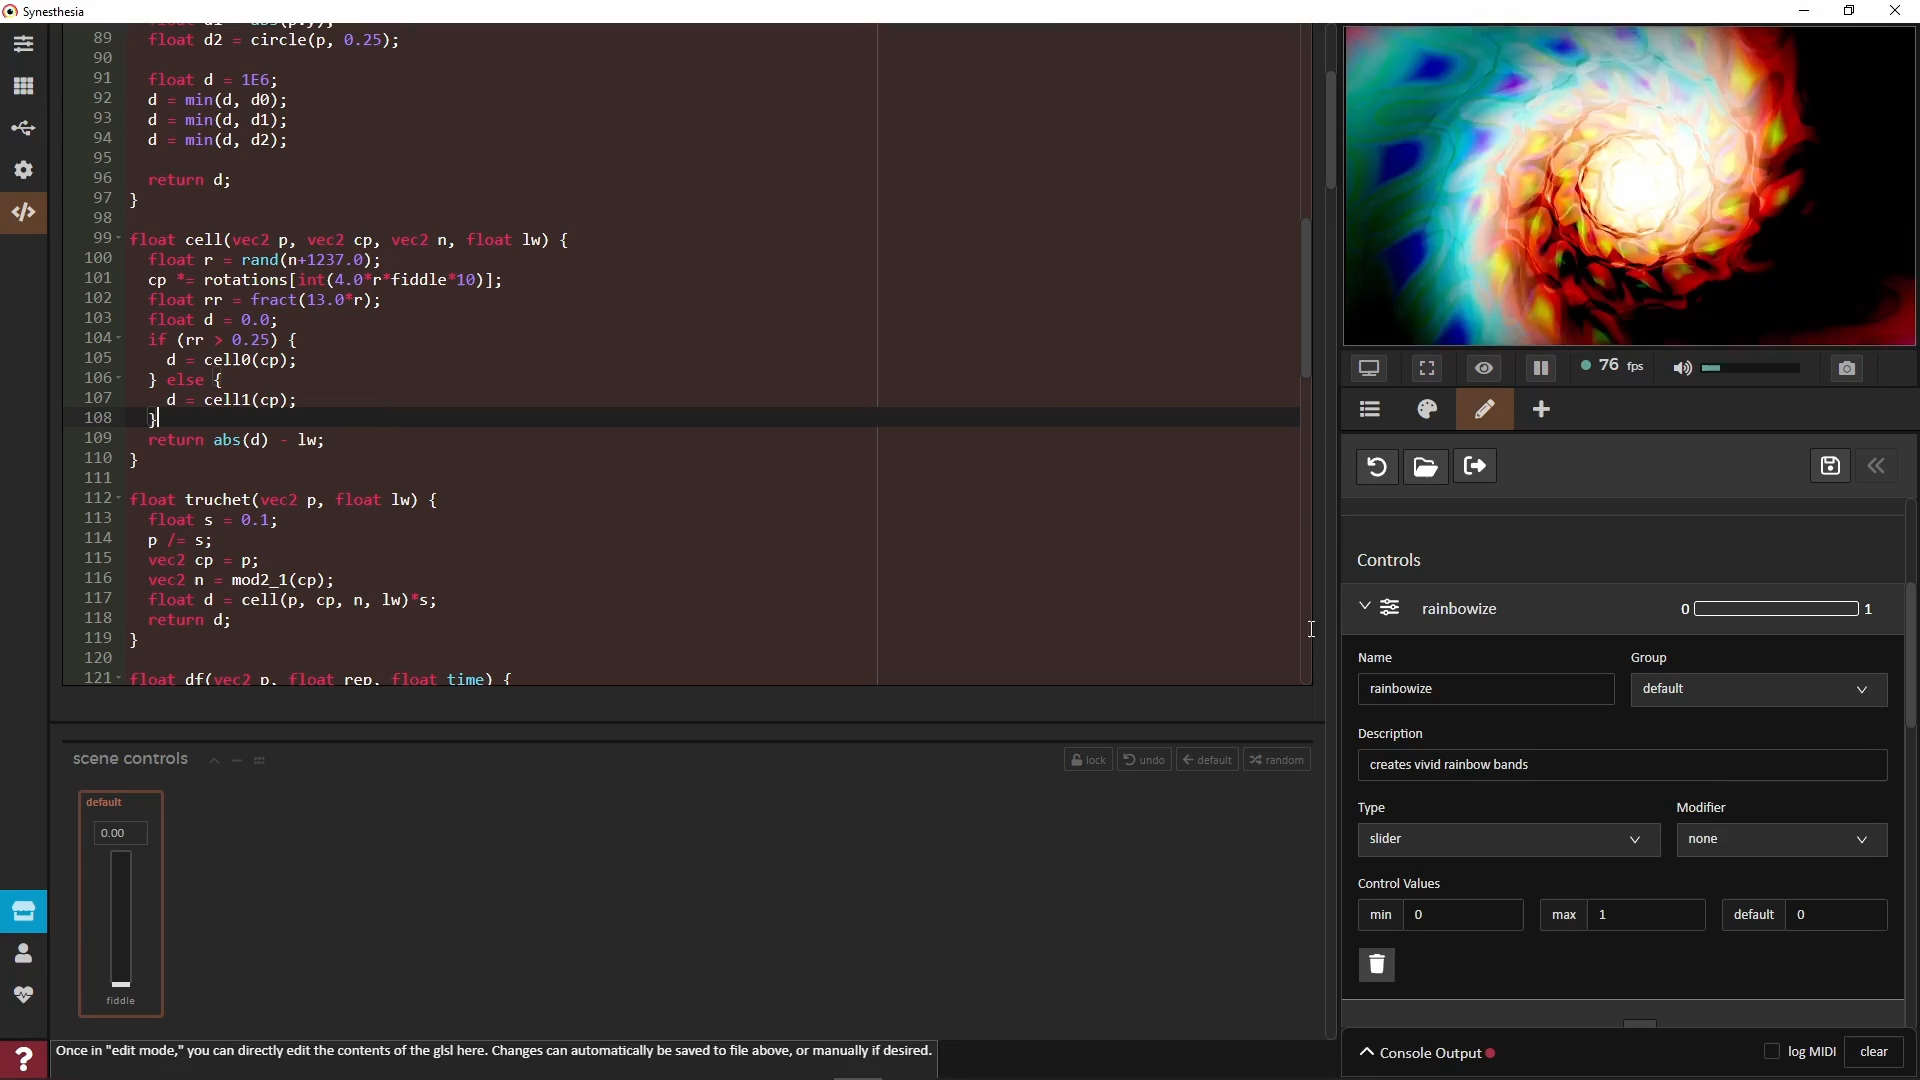 Synesthesia
89 float d2 = circle(p, 0.25);
90
91 float d = 1E6;
92 d = min(d, d0);
93 d = min(d, d1);
94 d = min(d, d2);
95
96 return d;
97 }
98
99 float cell(vec2 p, vec2 cp, vec2 n, float lw) {
100 float r = rand(n+1237.0);
101 cp *= rotations[int(4.0*r*fiddle*10)];
102 float rr = fract(13.0*r);
103 float d = 0.0;
104 if (rr > 0.25) {
105 d = cell0(cp);
106 } else {
107 d = cell1(cp);
108 }
109 return abs(d) - lw;
110 }
111
112 float truchet(vec2 p, float lw) {
113 float s = 0.1;
114 p /= s;
115 vec2 cp = p;
116 vec2 n = mod2_1(cp);
117 float d = cell(p, cp, n, lw)*s;
118 return d;
119 }
120
121 float df(vec2 p, float rep, float time) {
scene controls
lock undo default random
default
0.00
fiddle
Once in "edit mode," you can directly edit the contents of the glsl here. Changes can automatically be saved to file above, or manually if desired.
76 fps
Controls
rainbowize 0 1
Name Group
rainbowize default
Description
creates vivid rainbow bands
Type Modifier
slider none
Control Values
min 0 max 1 default 0
Console Output log MIDI clear